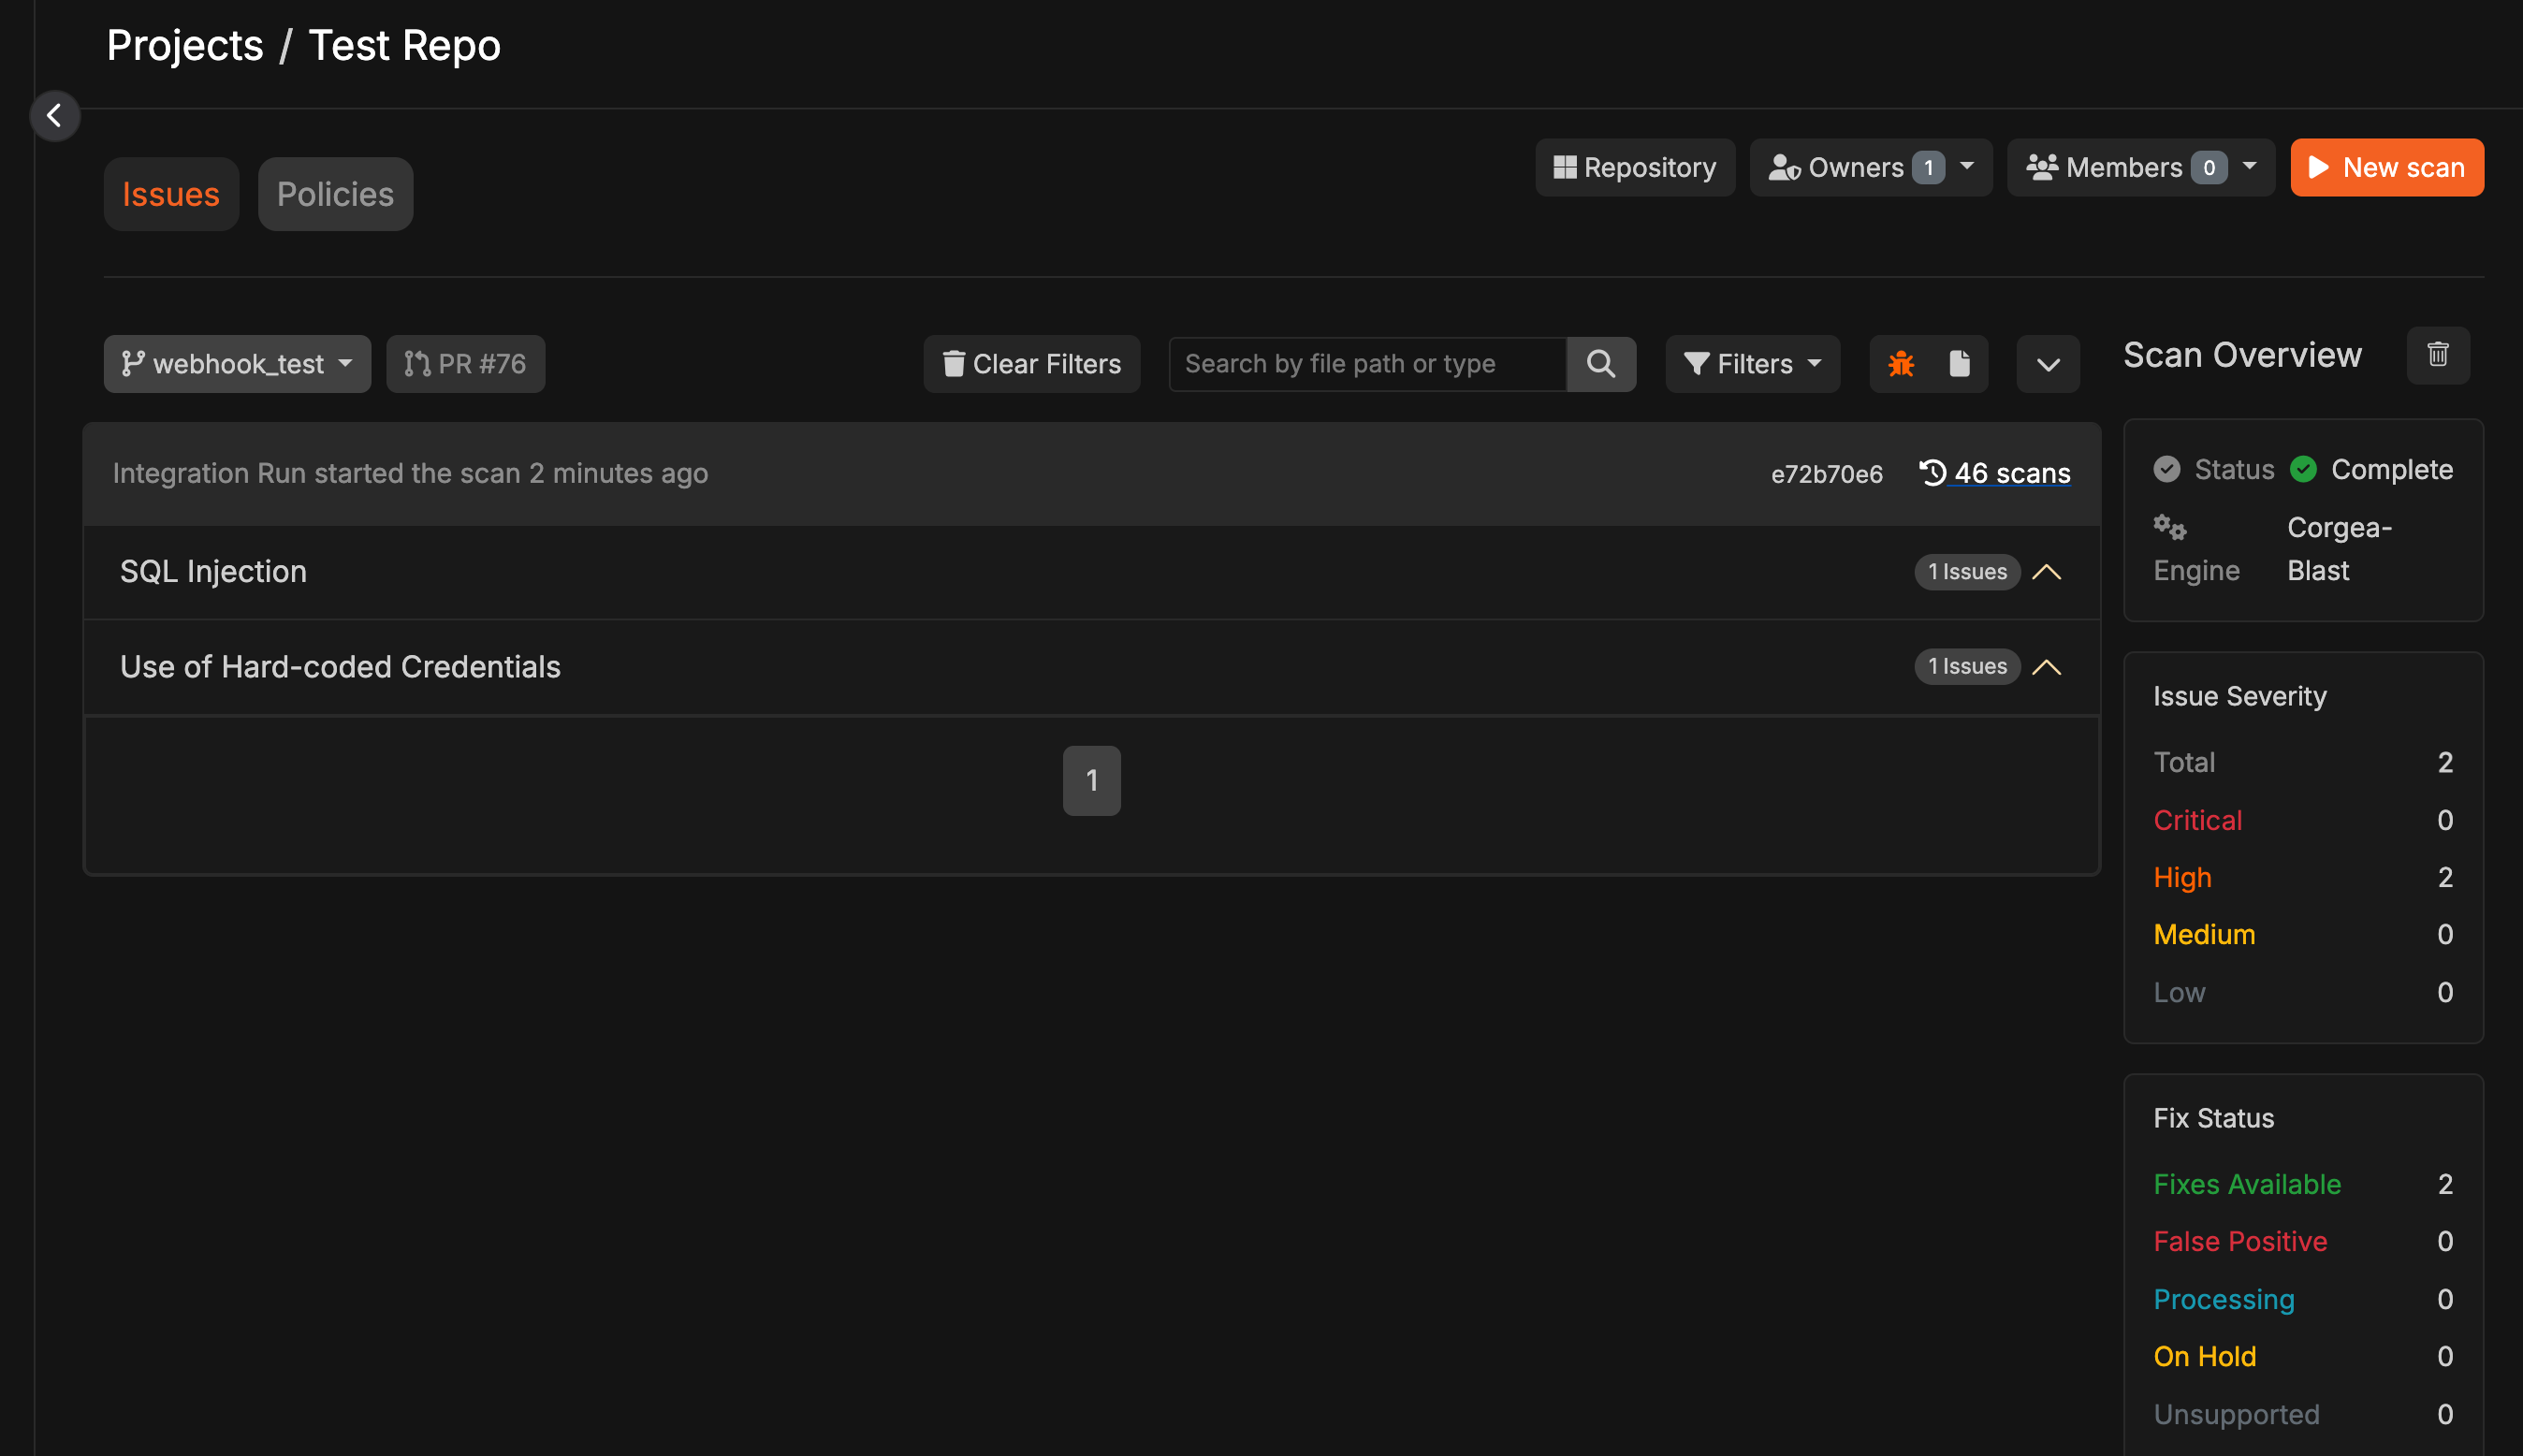 Projects / Test Repo
Issues
Policies
Repository
Owners 1
Members 0
New scan
webhook_test
PR #76
Clear Filters
Search by file path or type
Filters
Integration Run started the scan 2 minutes ago
e72b70e6
46 scans
SQL Injection
1 Issues
Use of Hard-coded Credentials
1 Issues
1
Scan Overview
Status Complete
Engine
Corgea-
Blast
Issue Severity
Total 2
Critical 0
High 2
Medium 0
Low 0
Fix Status
Fixes Available 2
False Positive 0
Processing 0
On Hold 0
Unsupported 0